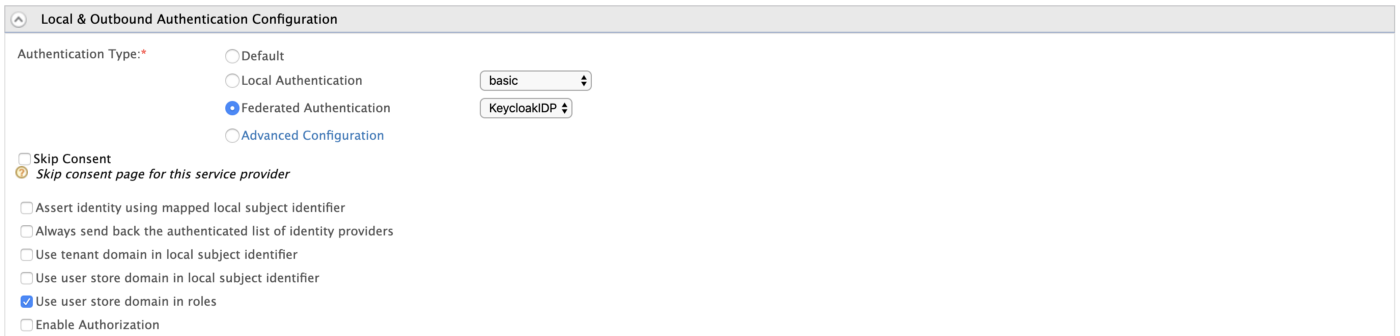 Local & Outbound Authentication Configuration
Authentication Type:*
Default
Local Authentication basic
Federated Authentication KeycloakIDP
Advanced Configuration
Skip Consent
? Skip consent page for this service provider
Assert identity using mapped local subject identifier
Always send back the authenticated list of identity providers
Use tenant domain in local subject identifier
Use user store domain in local subject identifier
Use user store domain in roles
Enable Authorization